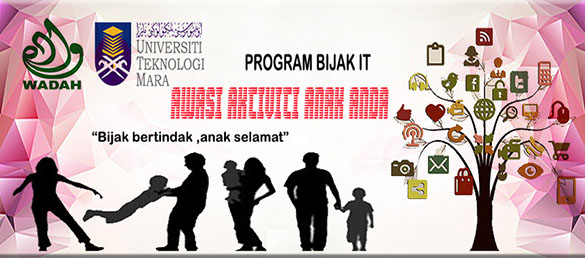 WADAH
UNIVERSITI
TEKNOLOGI
MARA
PROGRAM BIJAK IT
AWASI AKTIVITI ANAK ANDA
“Bijak bertindak ,anak selamat”